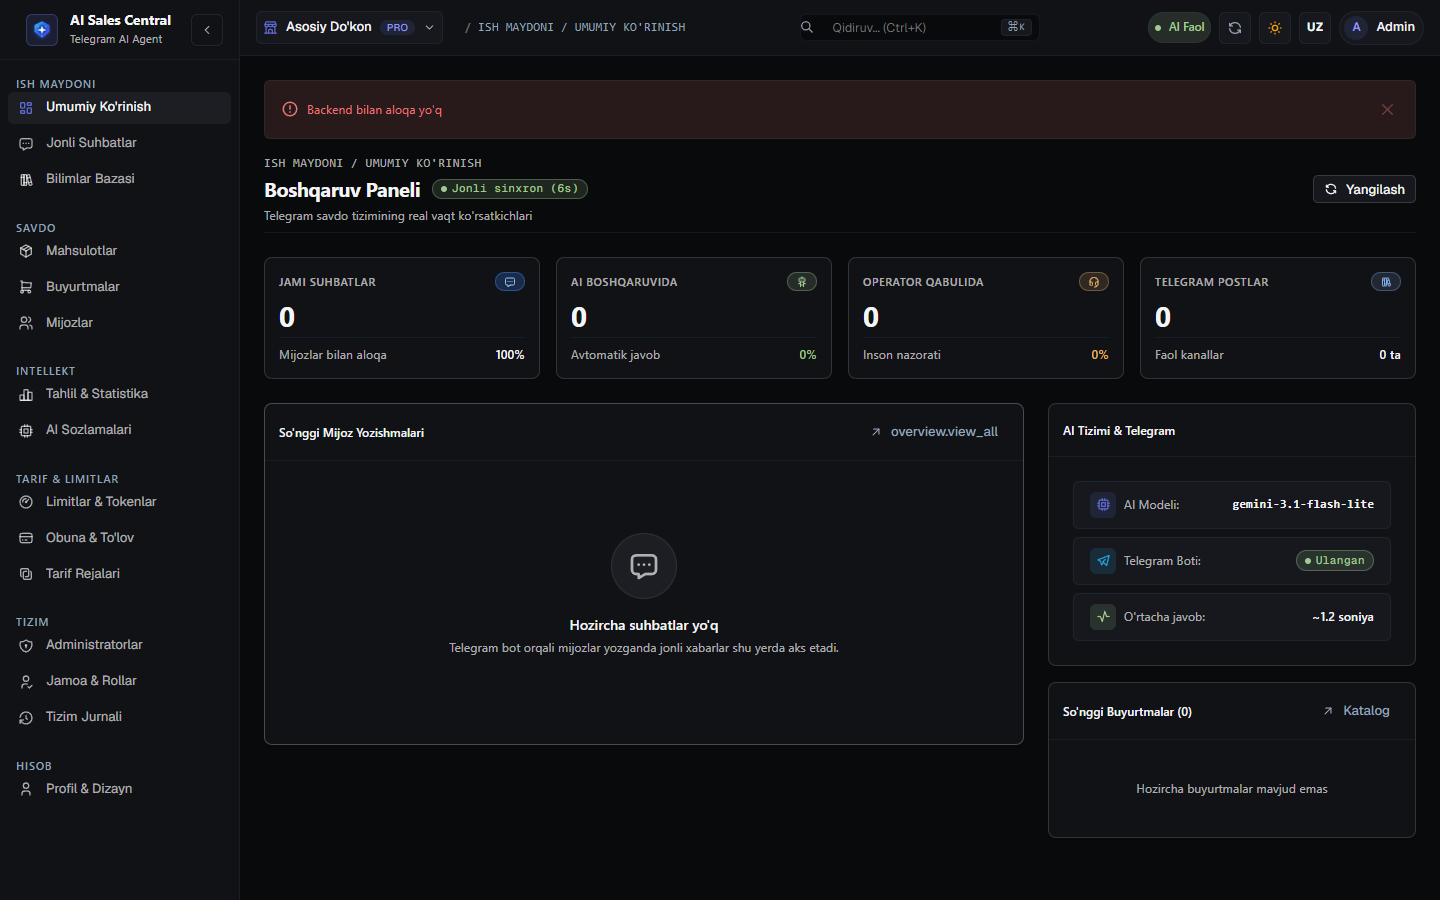 AI Sales Central
Telegram AI Agent
ISH MAYDONI
Umumiy Ko'rinish
Jonli Suhbatlar
Bilimlar Bazasi
SAVDO
Mahsulotlar
Buyurtmalar
Mijozlar
INTELLEKT
Tahlil & Statistika
AI Sozlamalari
TARIF & LIMITLAR
Limitlar & Tokenlar
Obuna & To'lov
Tarif Rejalari
TIZIM
Administratorlar
Jamoa & Rollar
Tizim Jurnali
HISOB
Profil & Dizayn
Asosiy Do'kon PRO
/ ISH MAYDONI / UMUMIY KO'RINISH
Qidiruv... (Ctrl+K) ⌘K
AI Faol
UZ
A Admin
Backend bilan aloqa yo'q
ISH MAYDONI / UMUMIY KO'RINISH
Boshqaruv Paneli
Jonli sinxron (6s)
Telegram savdo tizimining real vaqt ko'rsatkichlari
Yangilash
JAMI SUHBATLAR
0
Mijozlar bilan aloqa 100%
AI BOSHQARUVIDA
0
Avtomatik javob 0%
OPERATOR QABULIDA
0
Inson nazorati 0%
TELEGRAM POSTLAR
0
Faol kanallar 0 ta
So'nggi Mijoz Yozishmalari
overview.view_all
Hozircha suhbatlar yo'q
Telegram bot orqali mijozlar yozganda jonli xabarlar shu yerda aks etadi.
AI Tizimi & Telegram
AI Modeli: gemini-3.1-flash-lite
Telegram Boti: Ulangan
O'rtacha javob: ~1.2 soniya
So'nggi Buyurtmalar (0)
Katalog
Hozircha buyurtmalar mavjud emas